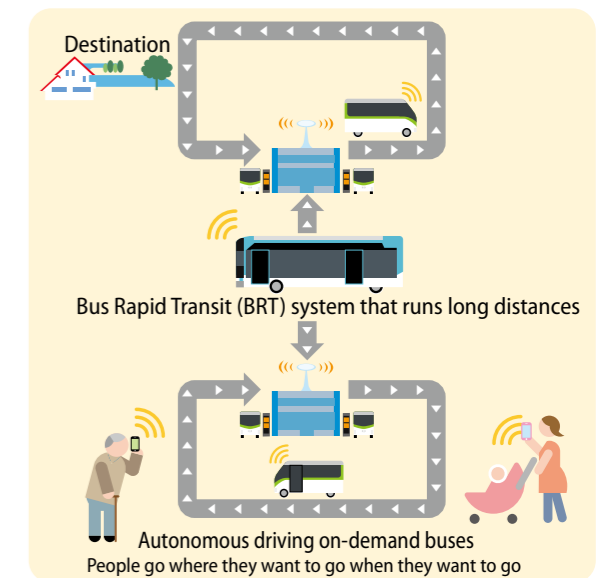 Destination
Bus Rapid Transit (BRT) system that runs long distances
Autonomous driving on-demand buses
People go where they want to go when they want to go